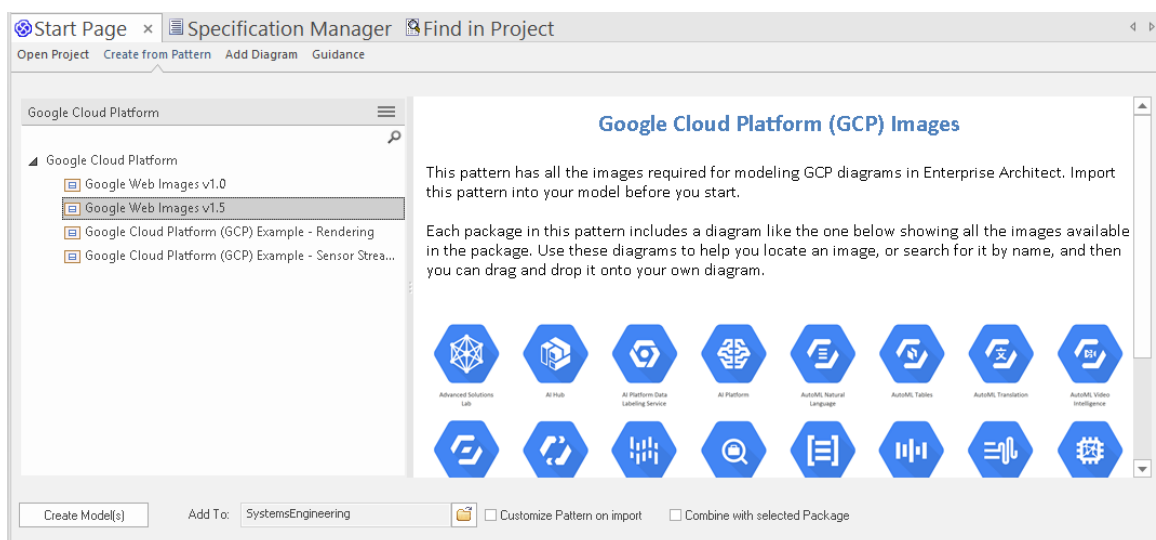 Start Page × Specification Manager Find in Project
Open Project Create from Pattern Add Diagram Guidance
Google Cloud Platform
Google Cloud Platform
Google Web Images v1.0
Google Web Images v1.5
Google Cloud Platform (GCP) Example - Rendering
Google Cloud Platform (GCP) Example - Sensor Strea...
Google Cloud Platform (GCP) Images
This pattern has all the images required for modeling GCP diagrams in Enterprise Architect. Import
this pattern into your model before you start.
Each package in this pattern includes a diagram like the one below showing all the images available
in the package. Use these diagrams to help you locate an image, or search for it by name, and then
you can drag and drop it onto your own diagram.
Advanced Solutions
Lab
AI Hub
AI Platform Data
Labeling Service
AI Platform
AutoML Natural
Language
AutoML Tables
AutoML Translation
AutoML Video
Intelligence
Create Model(s) Add To: SystemsEngineering Customize Pattern on import Combine with selected Package